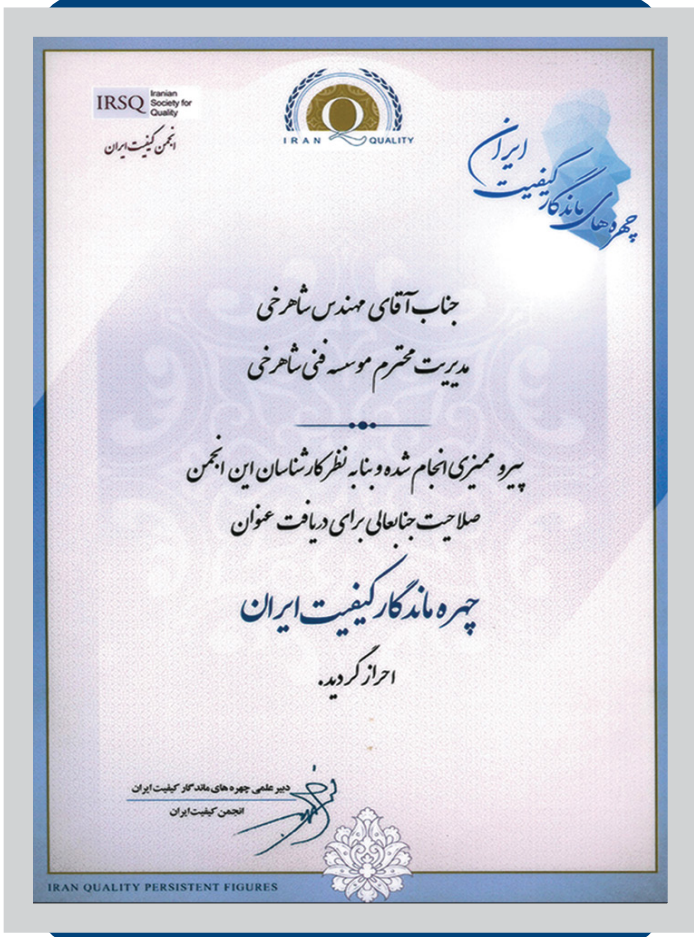 IRSQ Iranian Society for Quality
انجمن کیفیت ایران
IRAN QUALITY
چهره های ماندگار کیفیت ایران
جناب آقای مهندس شاهرخی
مدیریت محترم موسسه فنی شاهرخی
پیرو ممیزی انجام شده و بنا به نظر کارشناسان این انجمن
صلاحیت جنابعالی برای دریافت عنوان
چهره ماندگار کیفیت ایران
احراز گردید.
دبیر علمی چهره های ماندگار کیفیت ایران
انجمن کیفیت ایران
IRAN QUALITY PERSISTENT FIGURES